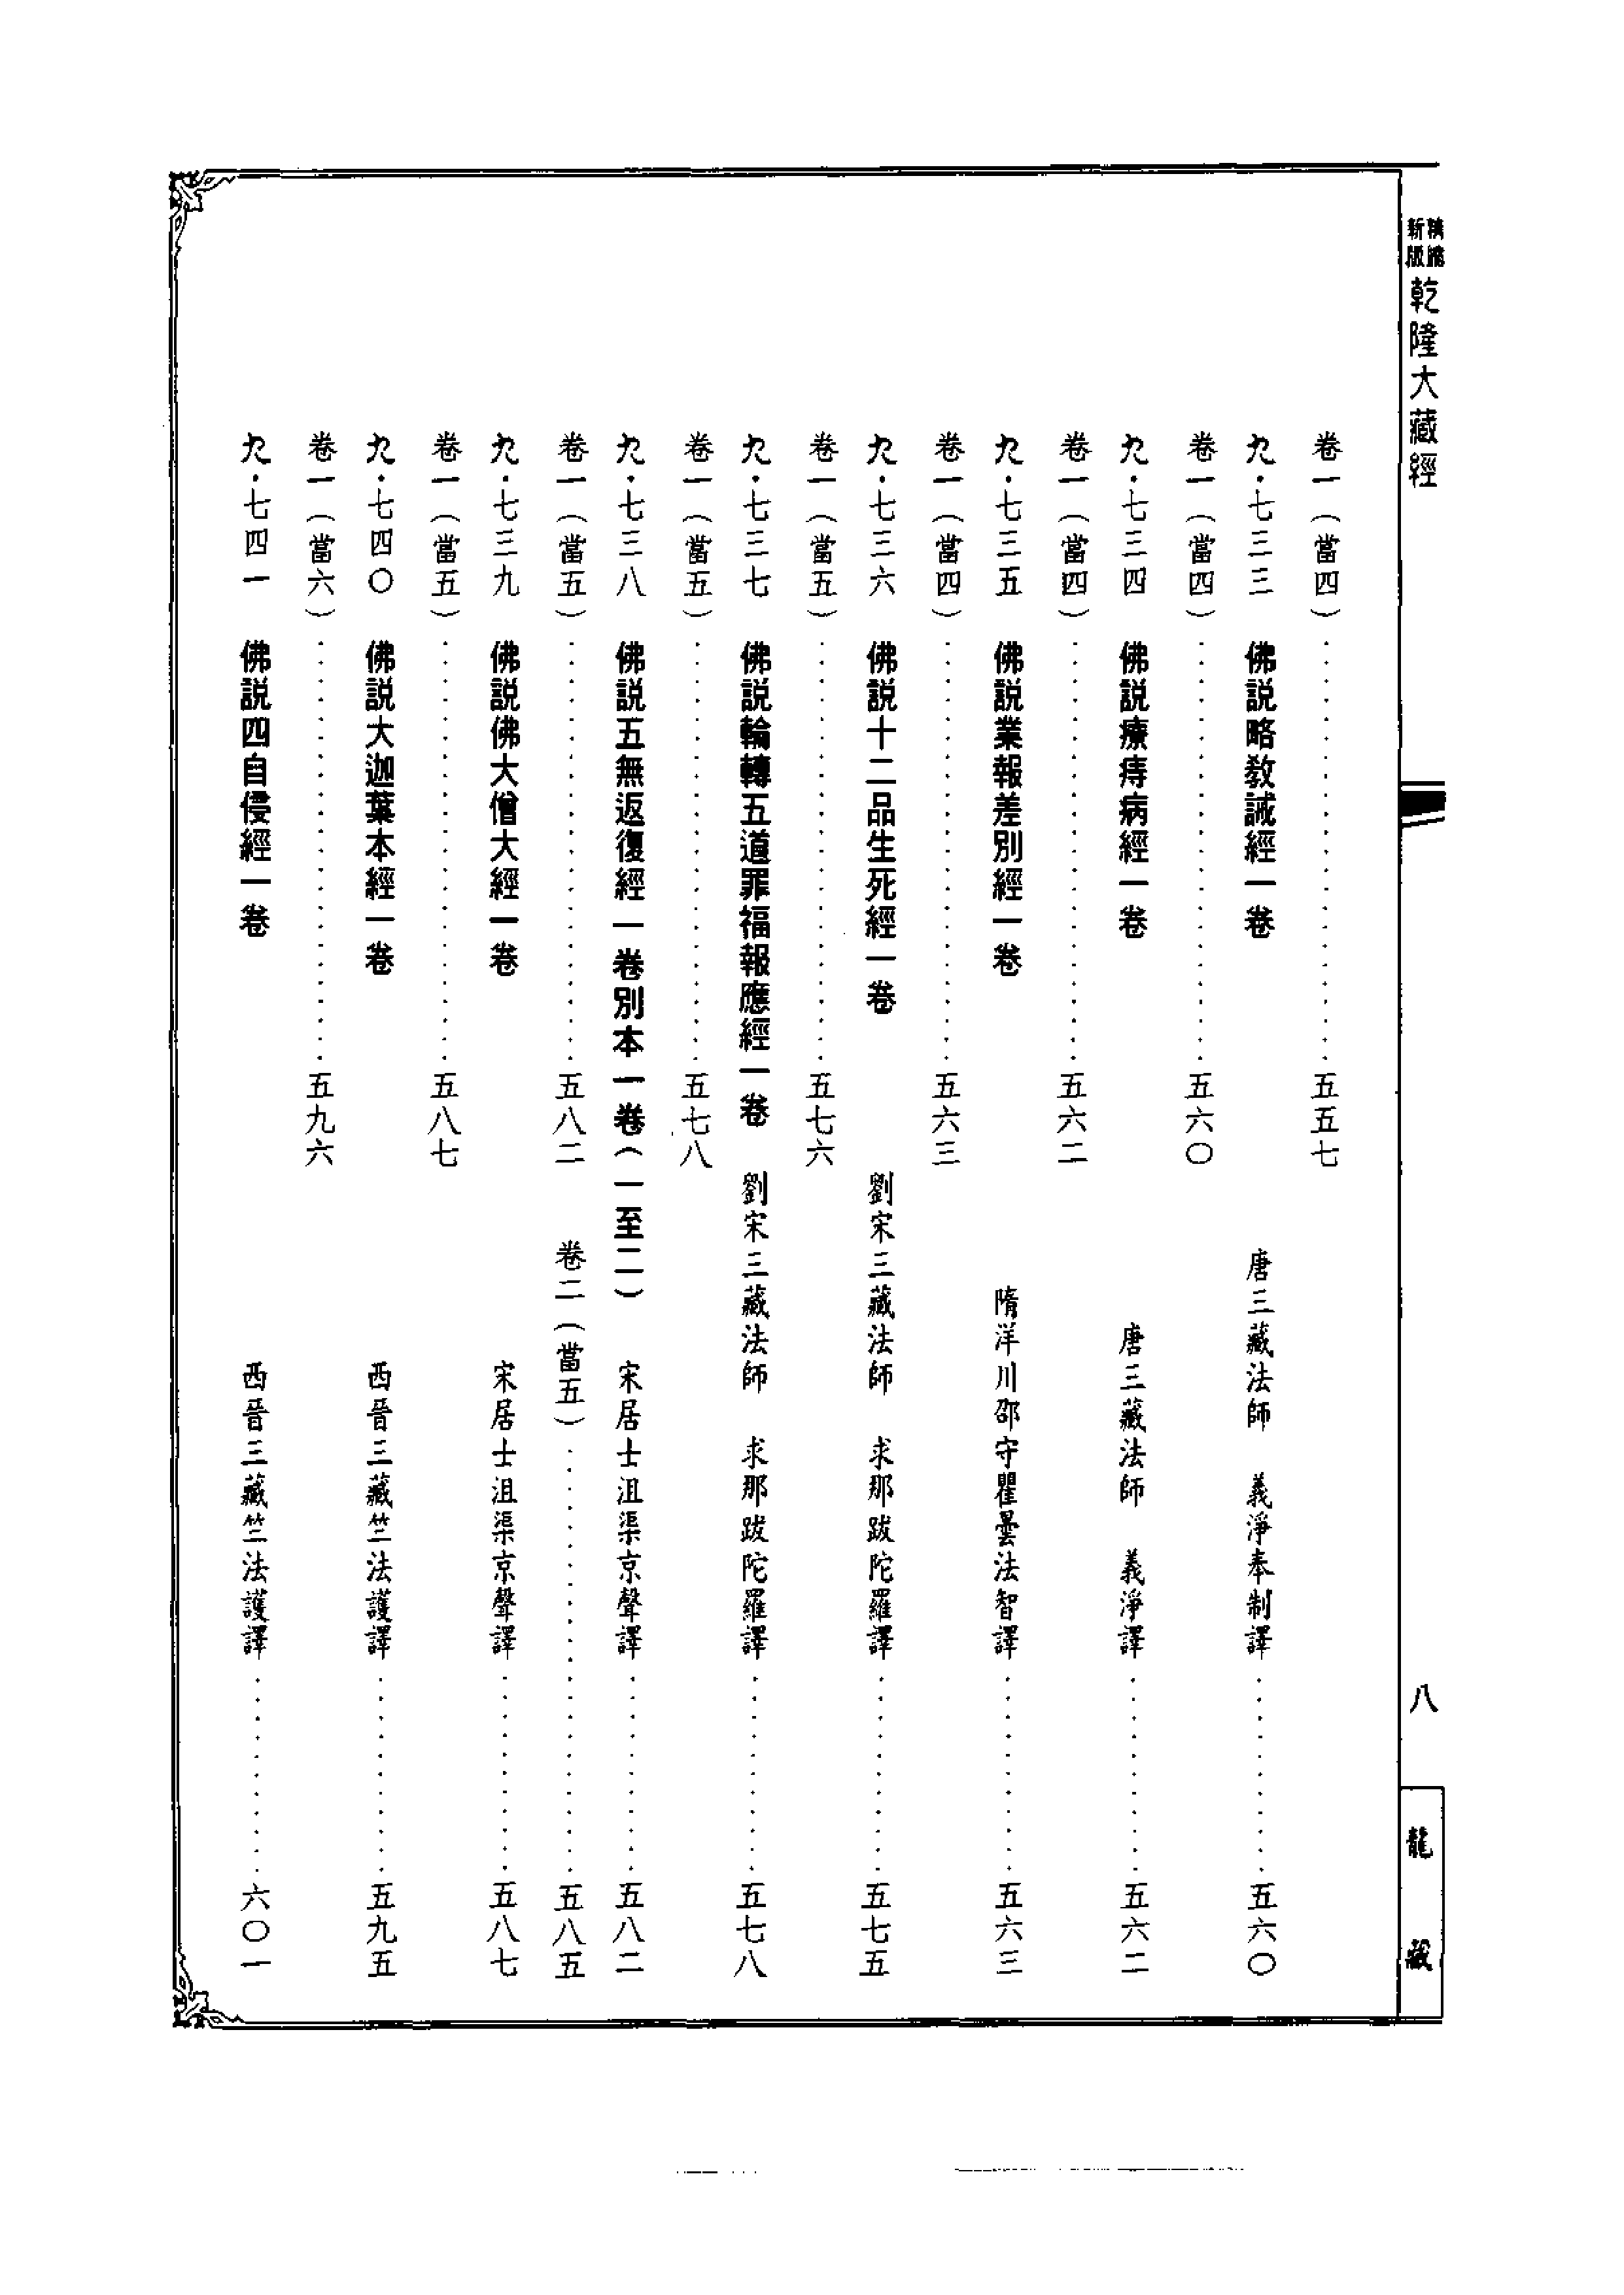 新版
乾隆大藏經
八
龍藏
卷一（當四）……五五七
九·七三三　佛説略教誡經一卷　唐三藏法師　義淨奉制譯……五六〇
卷一（當四）……五六〇
九·七三四　佛説療痔病經一卷　唐三藏法師　義淨譯……五六二
卷一（當四）……五六二
九·七三五　佛説業報差別經一卷　隋洋川邵守瞿曇法智譯……五六三
卷一（當四）……五六三
九·七三六　佛説十二品生死經一卷　劉宋三藏法師　求那跋陀羅譯……五七五
卷一（當五）……五七六
九·七三七　佛説輪轉五道罪福報應經一卷　劉宋三藏法師　求那跋陀羅譯……五七八
卷一（當五）……五七八
九·七三八　佛説五無返復經一卷別本一卷（一至二）　宋居士沮渠京聲譯……五八二
卷一（當五）……五八二　卷二（當五）……五八五
九·七三九　佛説佛大僧大經一卷　宋居士沮渠京聲譯……五八七
卷一（當五）……五八七
九·七四〇　佛説大迦葉本經一卷　西晉三藏竺法護譯……五九五
卷一（當六）……五九六
九·七四一　佛説四自侵經一卷　西晉三藏竺法護譯……六〇一